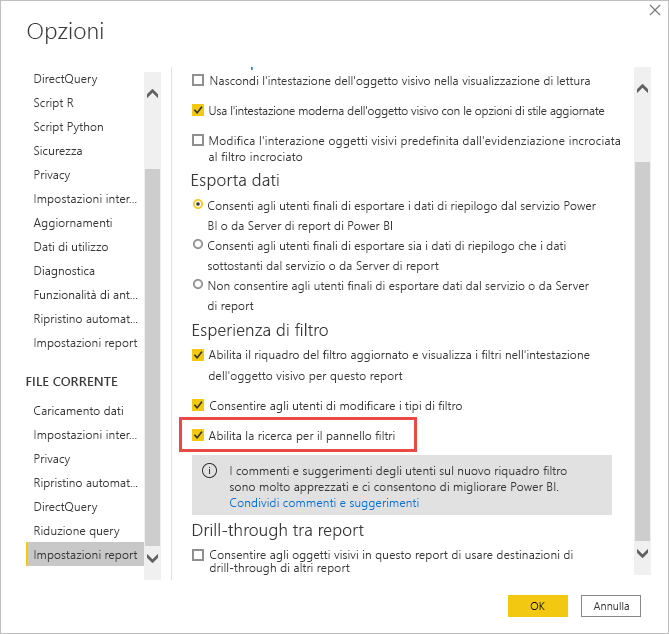 Opzioni
DirectQuery
Script R
Script Python
Sicurezza
Privacy
Impostazioni inter...
Aggiornamenti
Dati di utilizzo
Diagnostica
Funzionalità di ant...
Ripristino automat...
Impostazioni report
FILE CORRENTE
Caricamento dati
Impostazioni inter...
Privacy
Ripristino automat...
DirectQuery
Riduzione query
Impostazioni report
Nascondi l'intestazione dell'oggetto visivo nella visualizzazione di lettura
Usa l'intestazione moderna dell'oggetto visivo con le opzioni di stile aggiornate
Modifica l'interazione oggetti visivi predefinita dall'evidenziazione incrociata
al filtro incrociato
Esporta dati
Consenti agli utenti finali di esportare i dati di riepilogo dal servizio Power
BI o da Server di report di Power BI
Consenti agli utenti finali di esportare sia i dati di riepilogo che i dati
sottostanti dal servizio o da Server di report
Non consentire agli utenti finali di esportare dati dal servizio o da Server
di report
Esperienza di filtro
Abilita il riquadro del filtro aggiornato e visualizza i filtri nell'intestazione
dell'oggetto visivo per questo report
Consentire agli utenti di modificare i tipi di filtro
Abilita la ricerca per il pannello filtri
I commenti e suggerimenti degli utenti sul nuovo riquadro filtro
sono molto apprezzati e ci consentono di migliorare Power BI.
Condividi commenti e suggerimenti
Drill-through tra report
Consentire agli oggetti visivi in questo report di usare destinazioni di
drill-through di altri report
OK
Annulla